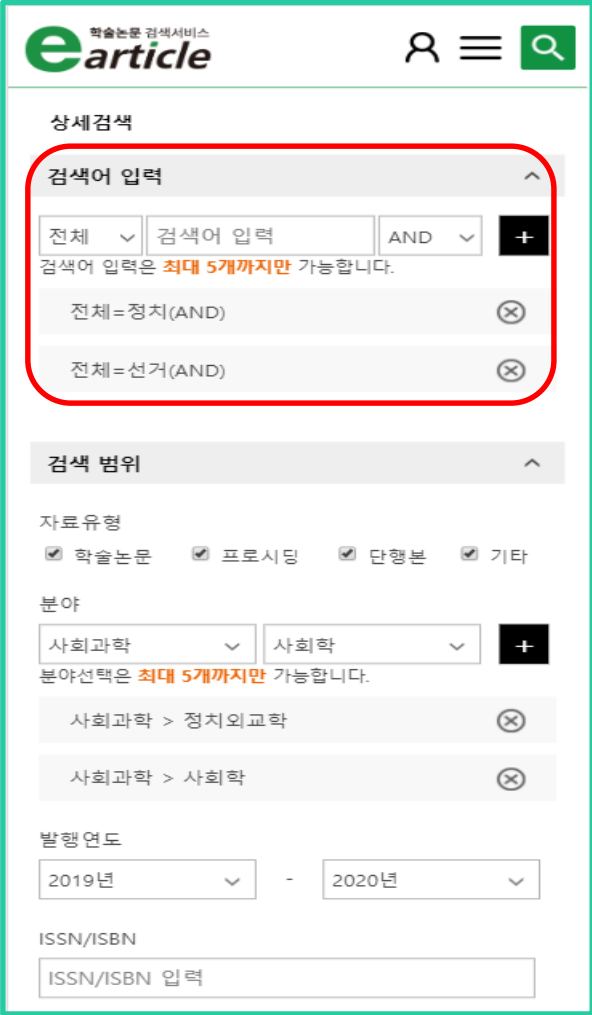 학술논문 검색서비스
earticle
상세검색
검색어 입력
전체 검색어 입력 AND +
검색어 입력은 최대 5개까지만 가능합니다.
전체=정치(AND)
전체=선거(AND)
검색 범위
자료유형
학술논문 프로시딩 단행본 기타
분야
사회과학 사회학 +
분야선택은 최대 5개까지만 가능합니다.
사회과학 > 정치외교학
사회과학 > 사회학
발행연도
2019년 - 2020년
ISSN/ISBN
ISSN/ISBN 입력